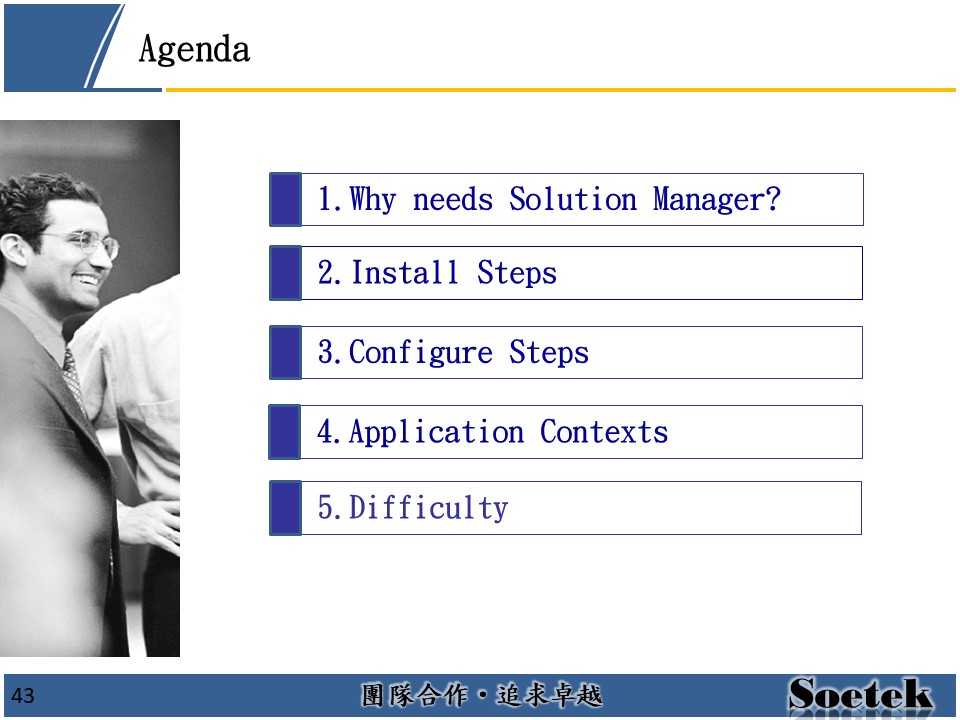 Agenda
1.Why needs Solution Manager?
2.Install Steps
3.Configure Steps
4.Application Contexts
5.Difficulty
43
團隊合作・追求卓越
Soetek